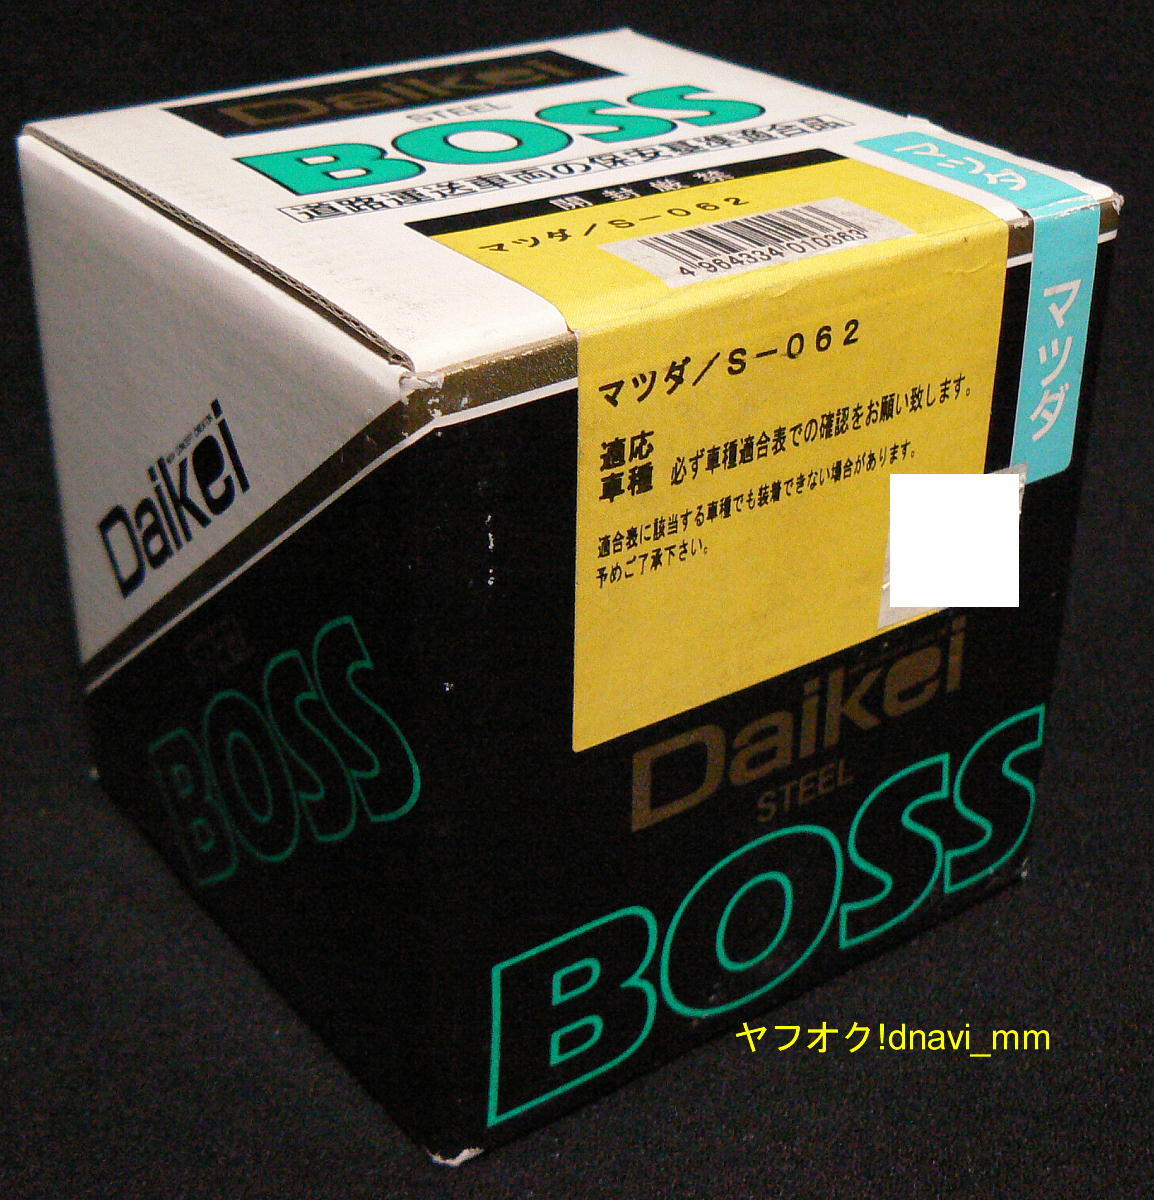 Daikei
STEEL
BOSS
道路運送車両の保安基準適合品
開封厳禁
マツダ／S－062
4 964334 010363
マツダ
マツダ
マツダ／S－062
適応
車種 必ず車種適合表での確認をお願い致します。
適合表に該当する車種でも装着できない場合があります。
予めご了承下さい。
Daikei
BOSS
Daikei
STEEL
BOSS
ヤフオク!dnavi_mm